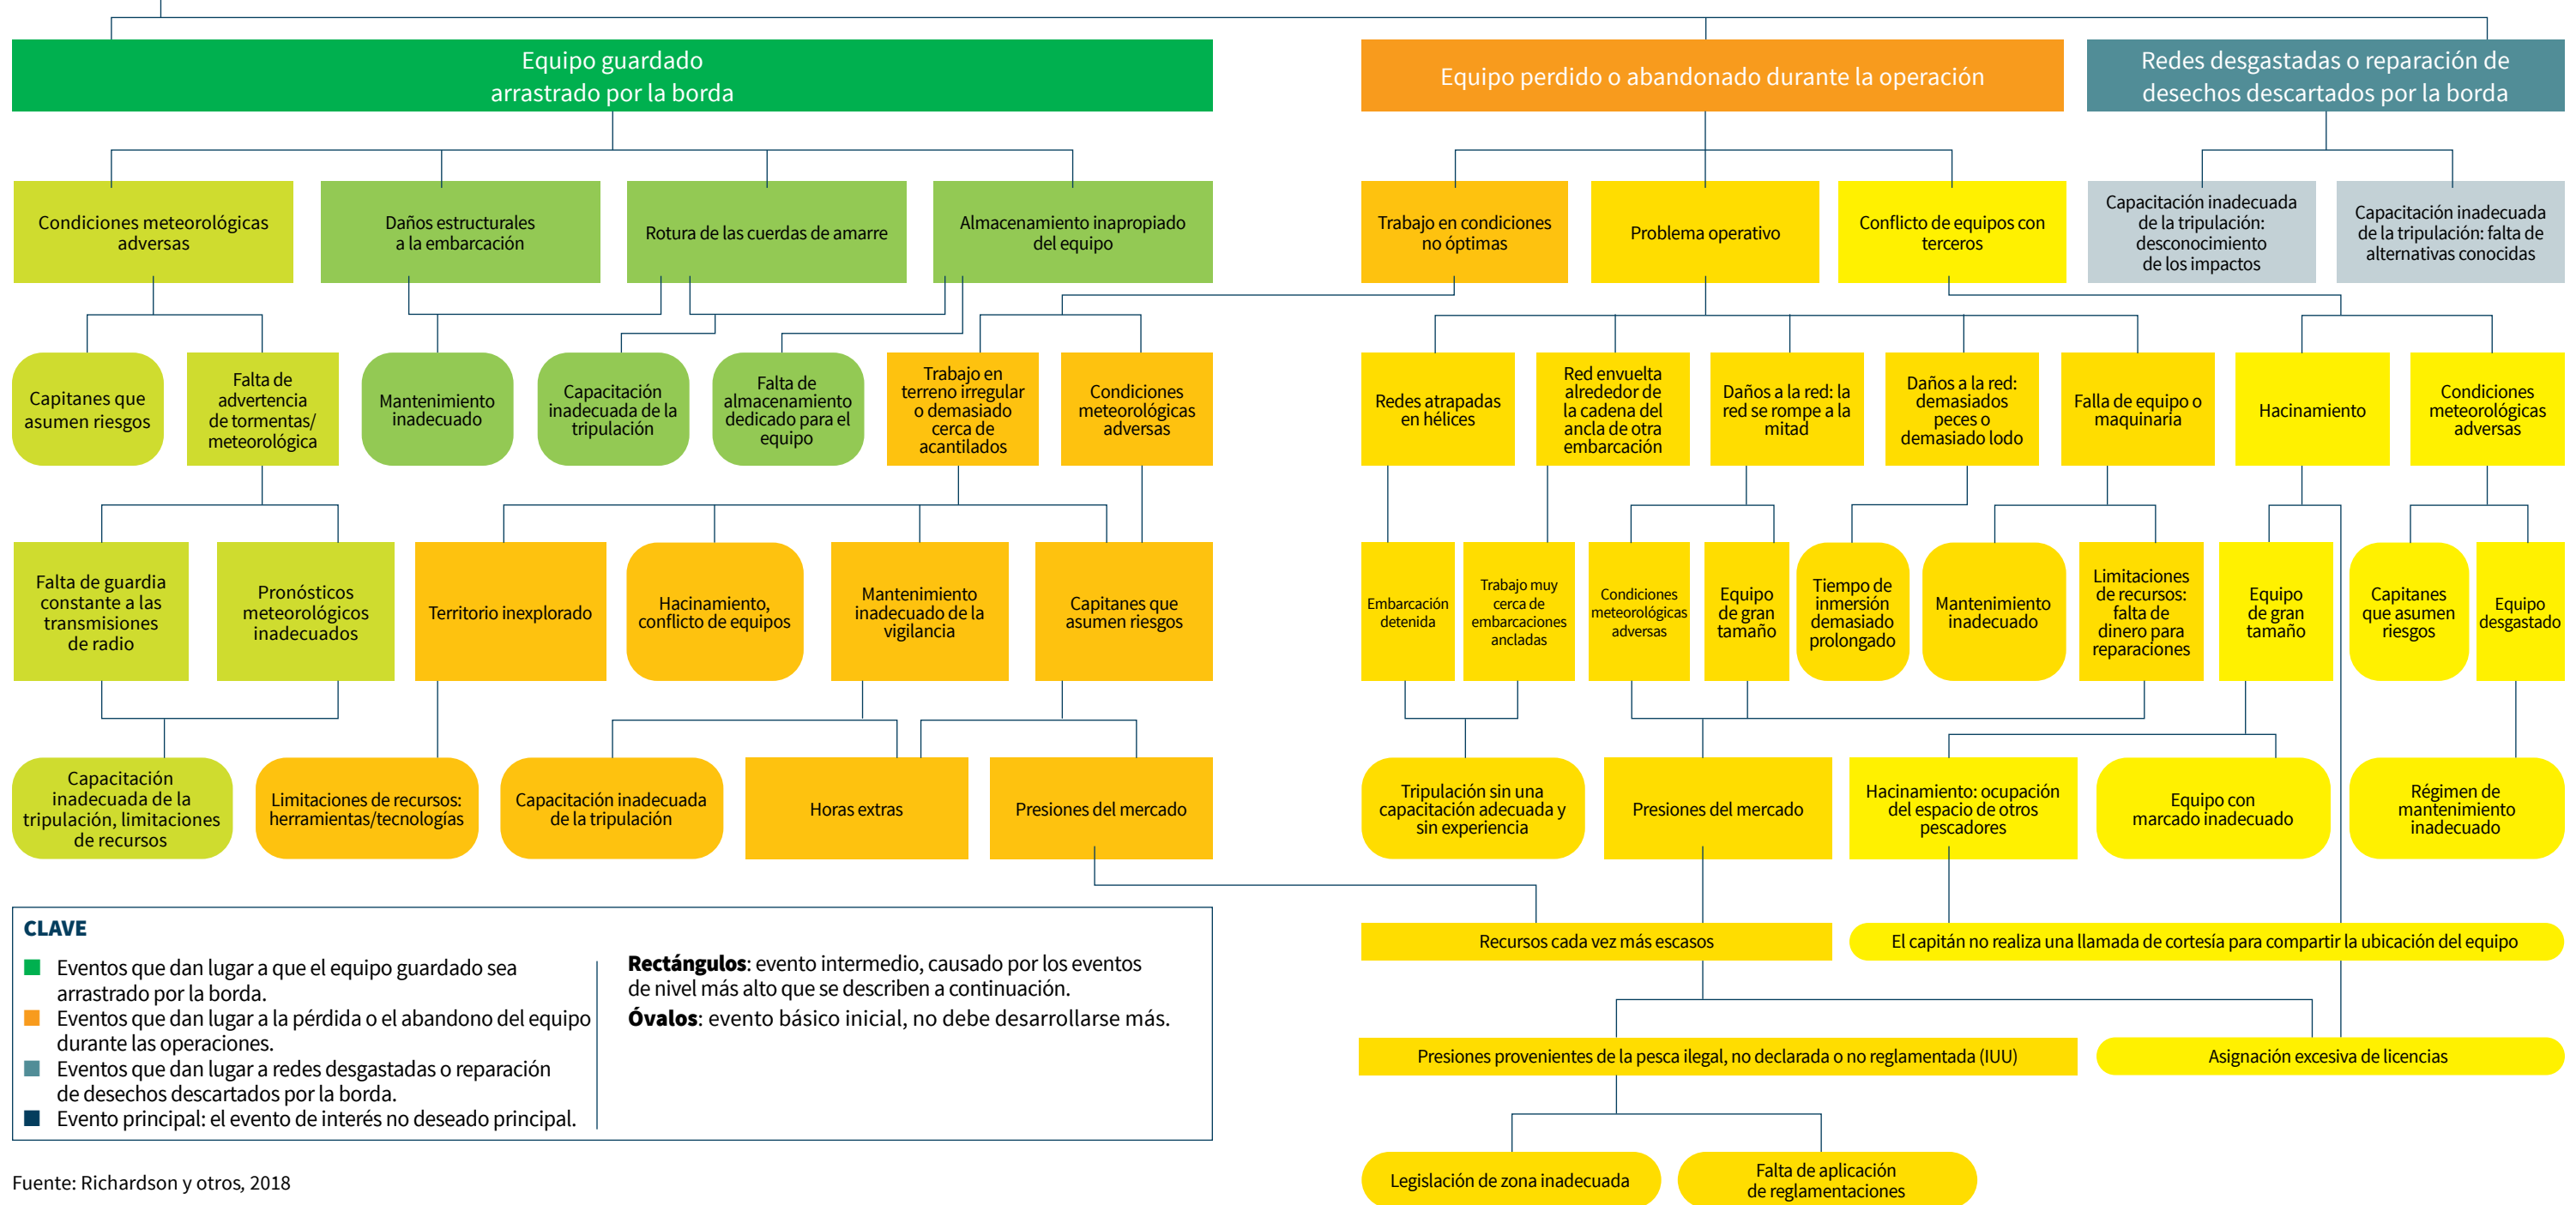 Equipo guardado
arrastrado por la borda
Equipo perdido o abandonado durante la operación
Redes desgastadas o reparación de
desechos descartados por la borda
Condiciones meteorológicas
adversas
Daños estructurales
a la embarcación
Rotura de las cuerdas de amarre
Almacenamiento inapropiado
del equipo
Trabajo en condiciones
no óptimas
Problema operativo
Conflicto de equipos con
terceros
Capacitación inadecuada
de la tripulación:
desconocimiento
de los impactos
Capacitación inadecuada
de la tripulación: falta de
alternativas conocidas
Capitanes que
asumen riesgos
Falta de
advertencia
de tormentas/
meteorológica
Mantenimiento
inadecuado
Capacitación
inadecuada de la
tripulación
Falta de
almacenamiento
dedicado para el
equipo
Trabajo en
terreno irregular
o demasiado
cerca de
acantilados
Condiciones
meteorológicas
adversas
Redes atrapadas
en hélices
Red envuelta
alrededor de
la cadena del
ancla de otra
embarcación
Daños a la red: la
red se rompe a la
mitad
Daños a la red:
demasiados
peces o
demasiado lodo
Falla de equipo o
maquinaria
Hacinamiento
Condiciones
meteorológicas
adversas
Falta de guardia
constante a las
transmisiones
de radio
Pronósticos
meteorológicos
inadecuados
Territorio inexplorado
Hacinamiento,
conflicto de equipos
Mantenimiento
inadecuado de la
vigilancia
Capitanes que
asumen riesgos
Embarcación
detenida
Trabajo muy
cerca de
embarcaciones
ancladas
Condiciones
meteorológicas
adversas
Equipo
de gran
tamaño
Tiempo de
inmersión
demasiado
prolongado
Mantenimiento
inadecuado
Limitaciones
de recursos:
falta de
dinero para
reparaciones
Equipo
de gran
tamaño
Capitanes
que asumen
riesgos
Equipo
desgastado
Capacitación
inadecuada de la
tripulación, limitaciones
de recursos
Limitaciones de recursos:
herramientas/tecnologías
Capacitación inadecuada
de la tripulación
Horas extras
Presiones del mercado
Tripulación sin una
capacitación adecuada y
sin experiencia
Presiones del mercado
Hacinamiento: ocupación
del espacio de otros
pescadores
Equipo con
marcado inadecuado
Régimen de
mantenimiento
inadecuado
Recursos cada vez más escasos
El capitán no realiza una llamada de cortesía para compartir la ubicación del equipo
Presiones provenientes de la pesca ilegal, no declarada o no reglamentada (IUU)
Asignación excesiva de licencias
Legislación de zona inadecuada
Falta de aplicación
de reglamentaciones
CLAVE
Eventos que dan lugar a que el equipo guardado sea
arrastrado por la borda.
Eventos que dan lugar a la pérdida o el abandono del equipo
durante las operaciones.
Eventos que dan lugar a redes desgastadas o reparación
de desechos descartados por la borda.
Evento principal: el evento de interés no deseado principal.
Rectángulos: evento intermedio, causado por los eventos
de nivel más alto que se describen a continuación.
Óvalos: evento básico inicial, no debe desarrollarse más.
Fuente: Richardson y otros, 2018